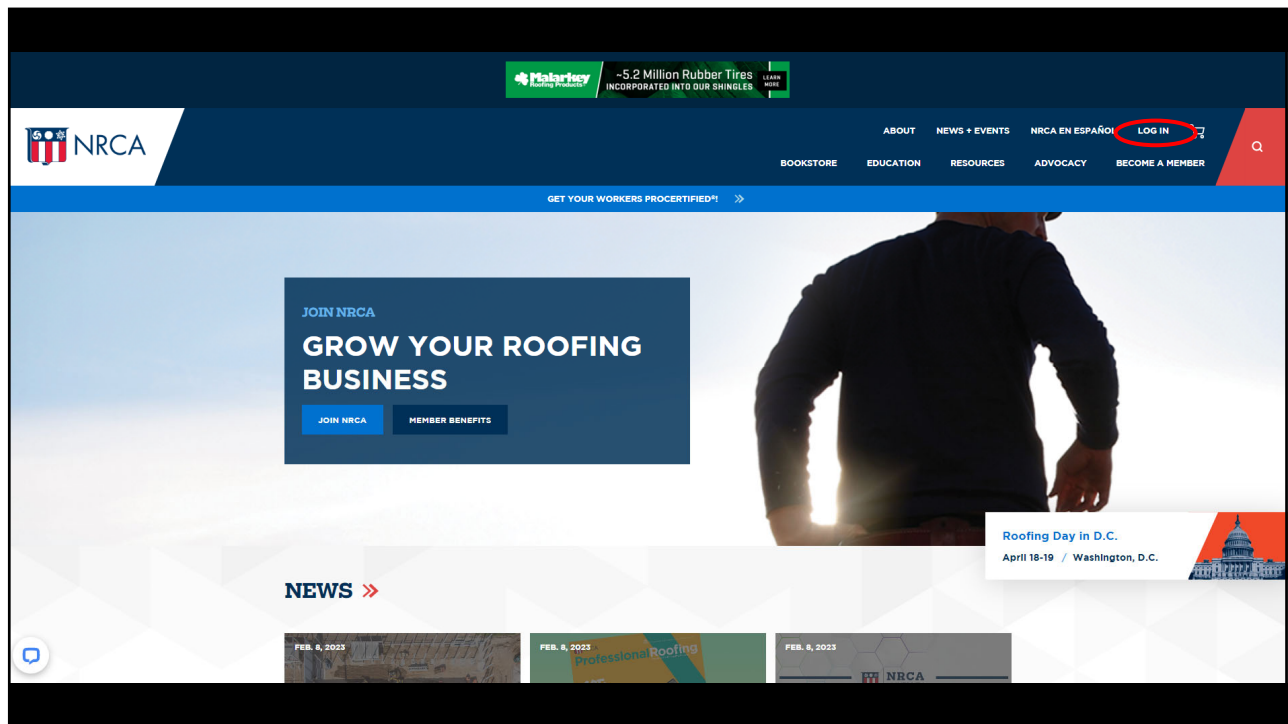 Malarkey
Roofing Products
~5.2 Million Rubber Tires
INCORPORATED INTO OUR SHINGLES
LEARN
MORE
NRCA
ABOUT NEWS + EVENTS NRCA EN ESPAÑOL LOG IN
BOOKSTORE EDUCATION RESOURCES ADVOCACY BECOME A MEMBER
GET YOUR WORKERS PROCERTIFIED®!
JOIN NRCA
GROW YOUR ROOFING
BUSINESS
JOIN NRCA MEMBER BENEFITS
Roofing Day in D.C.
April 18-19 / Washington, D.C.
NEWS
FEB. 8, 2023 FEB. 8, 2023 FEB. 8, 2023
Professional Roofing
NRCA